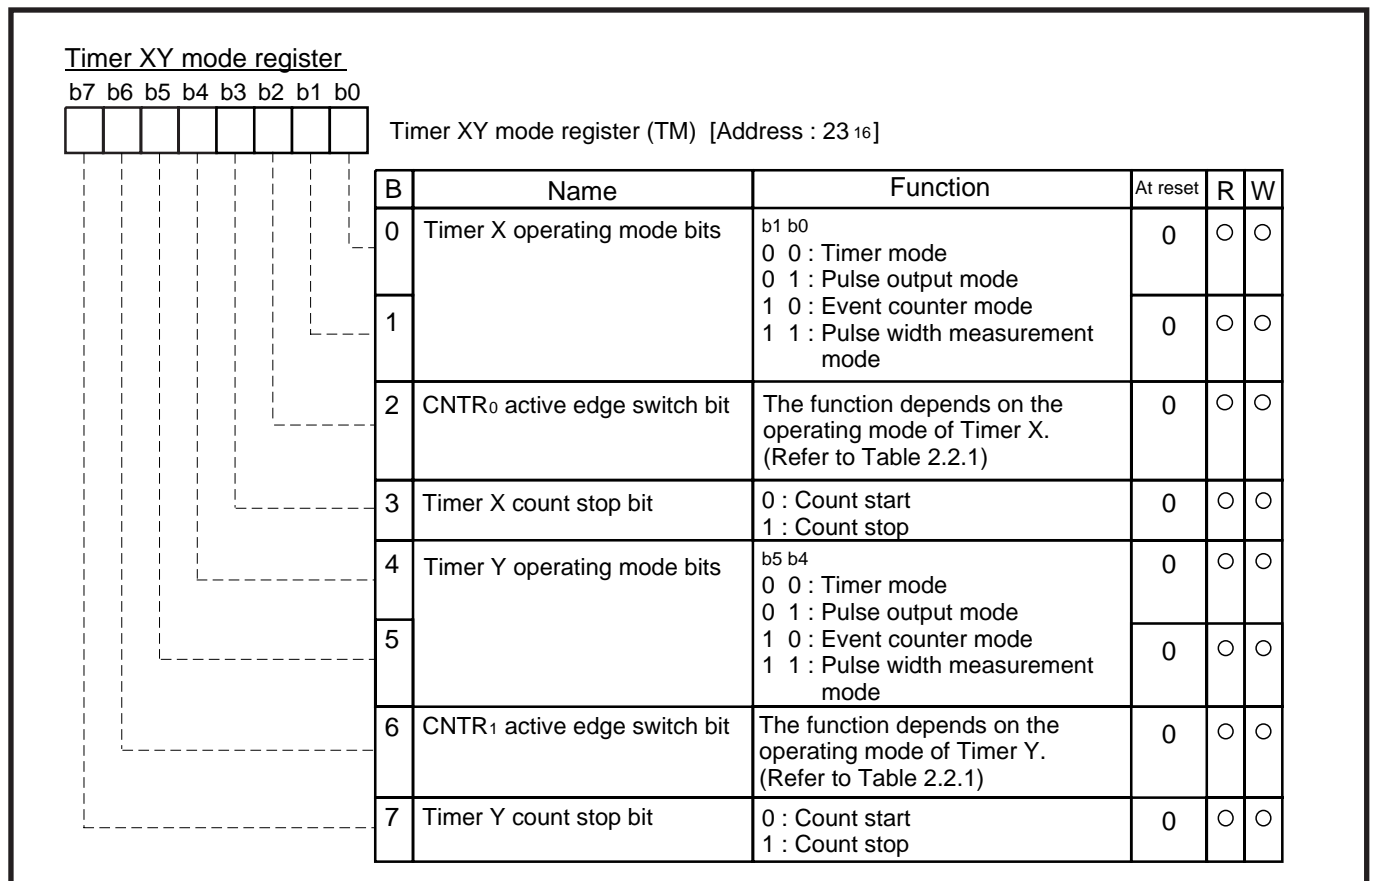 Timer XY mode register
b7 b6 b5 b4 b3 b2 b1 b0
Timer XY mode register (TM) [Address : 23 16]
B Name Function At reset R W
0 Timer X operating mode bits b1 b0 0 ○ ○
0 0 : Timer mode
0 1 : Pulse output mode
1 0 : Event counter mode
1 0 ○ ○
1 1 : Pulse width measurement
mode
2 CNTR0 active edge switch bit The function depends on the 0 ○ ○
operating mode of Timer X.
(Refer to Table 2.2.1)
3 Timer X count stop bit 0 : Count start 0 ○ ○
1 : Count stop
4 Timer Y operating mode bits b5 b4 0 ○ ○
0 0 : Timer mode
0 1 : Pulse output mode
5 1 0 : Event counter mode 0 ○ ○
1 1 : Pulse width measurement
mode
6 CNTR1 active edge switch bit The function depends on the 0 ○ ○
operating mode of Timer Y.
(Refer to Table 2.2.1)
7 Timer Y count stop bit 0 : Count start 0 ○ ○
1 : Count stop